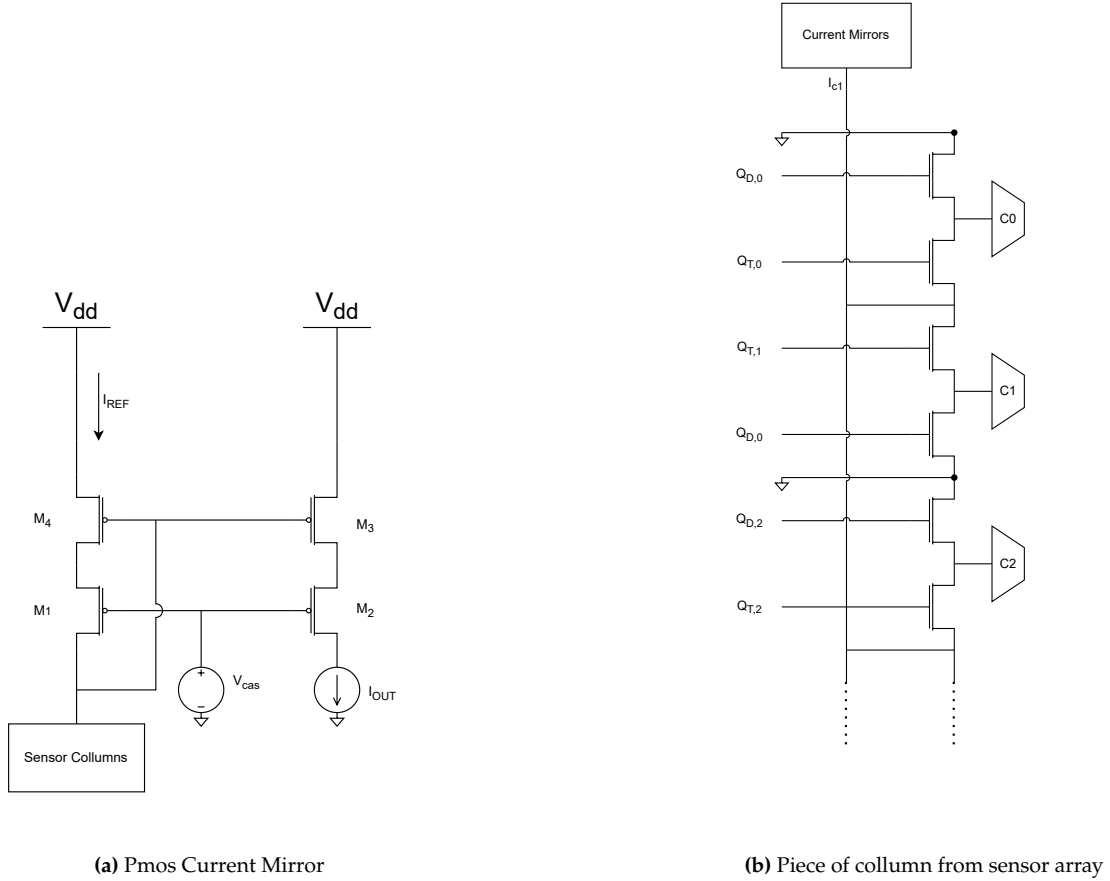 V_dd
V_dd
I_REF
M_4
M_3
M1
M_2
+
−
V_cas
I_OUT
Sensor Collumns
(a) Pmos Current Mirror
Current Mirrors
I_c1
Q_D,0
C0
Q_T,0
Q_T,1
C1
Q_D,0
Q_D,2
C2
Q_T,2
(b) Piece of collumn from sensor array